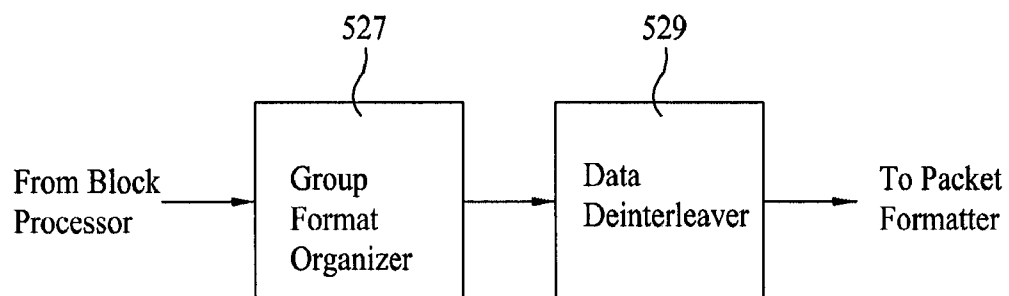 527
529
From Block
Processor
Group
Format
Organizer
Data
Deinterleaver
To Packet
Formatter